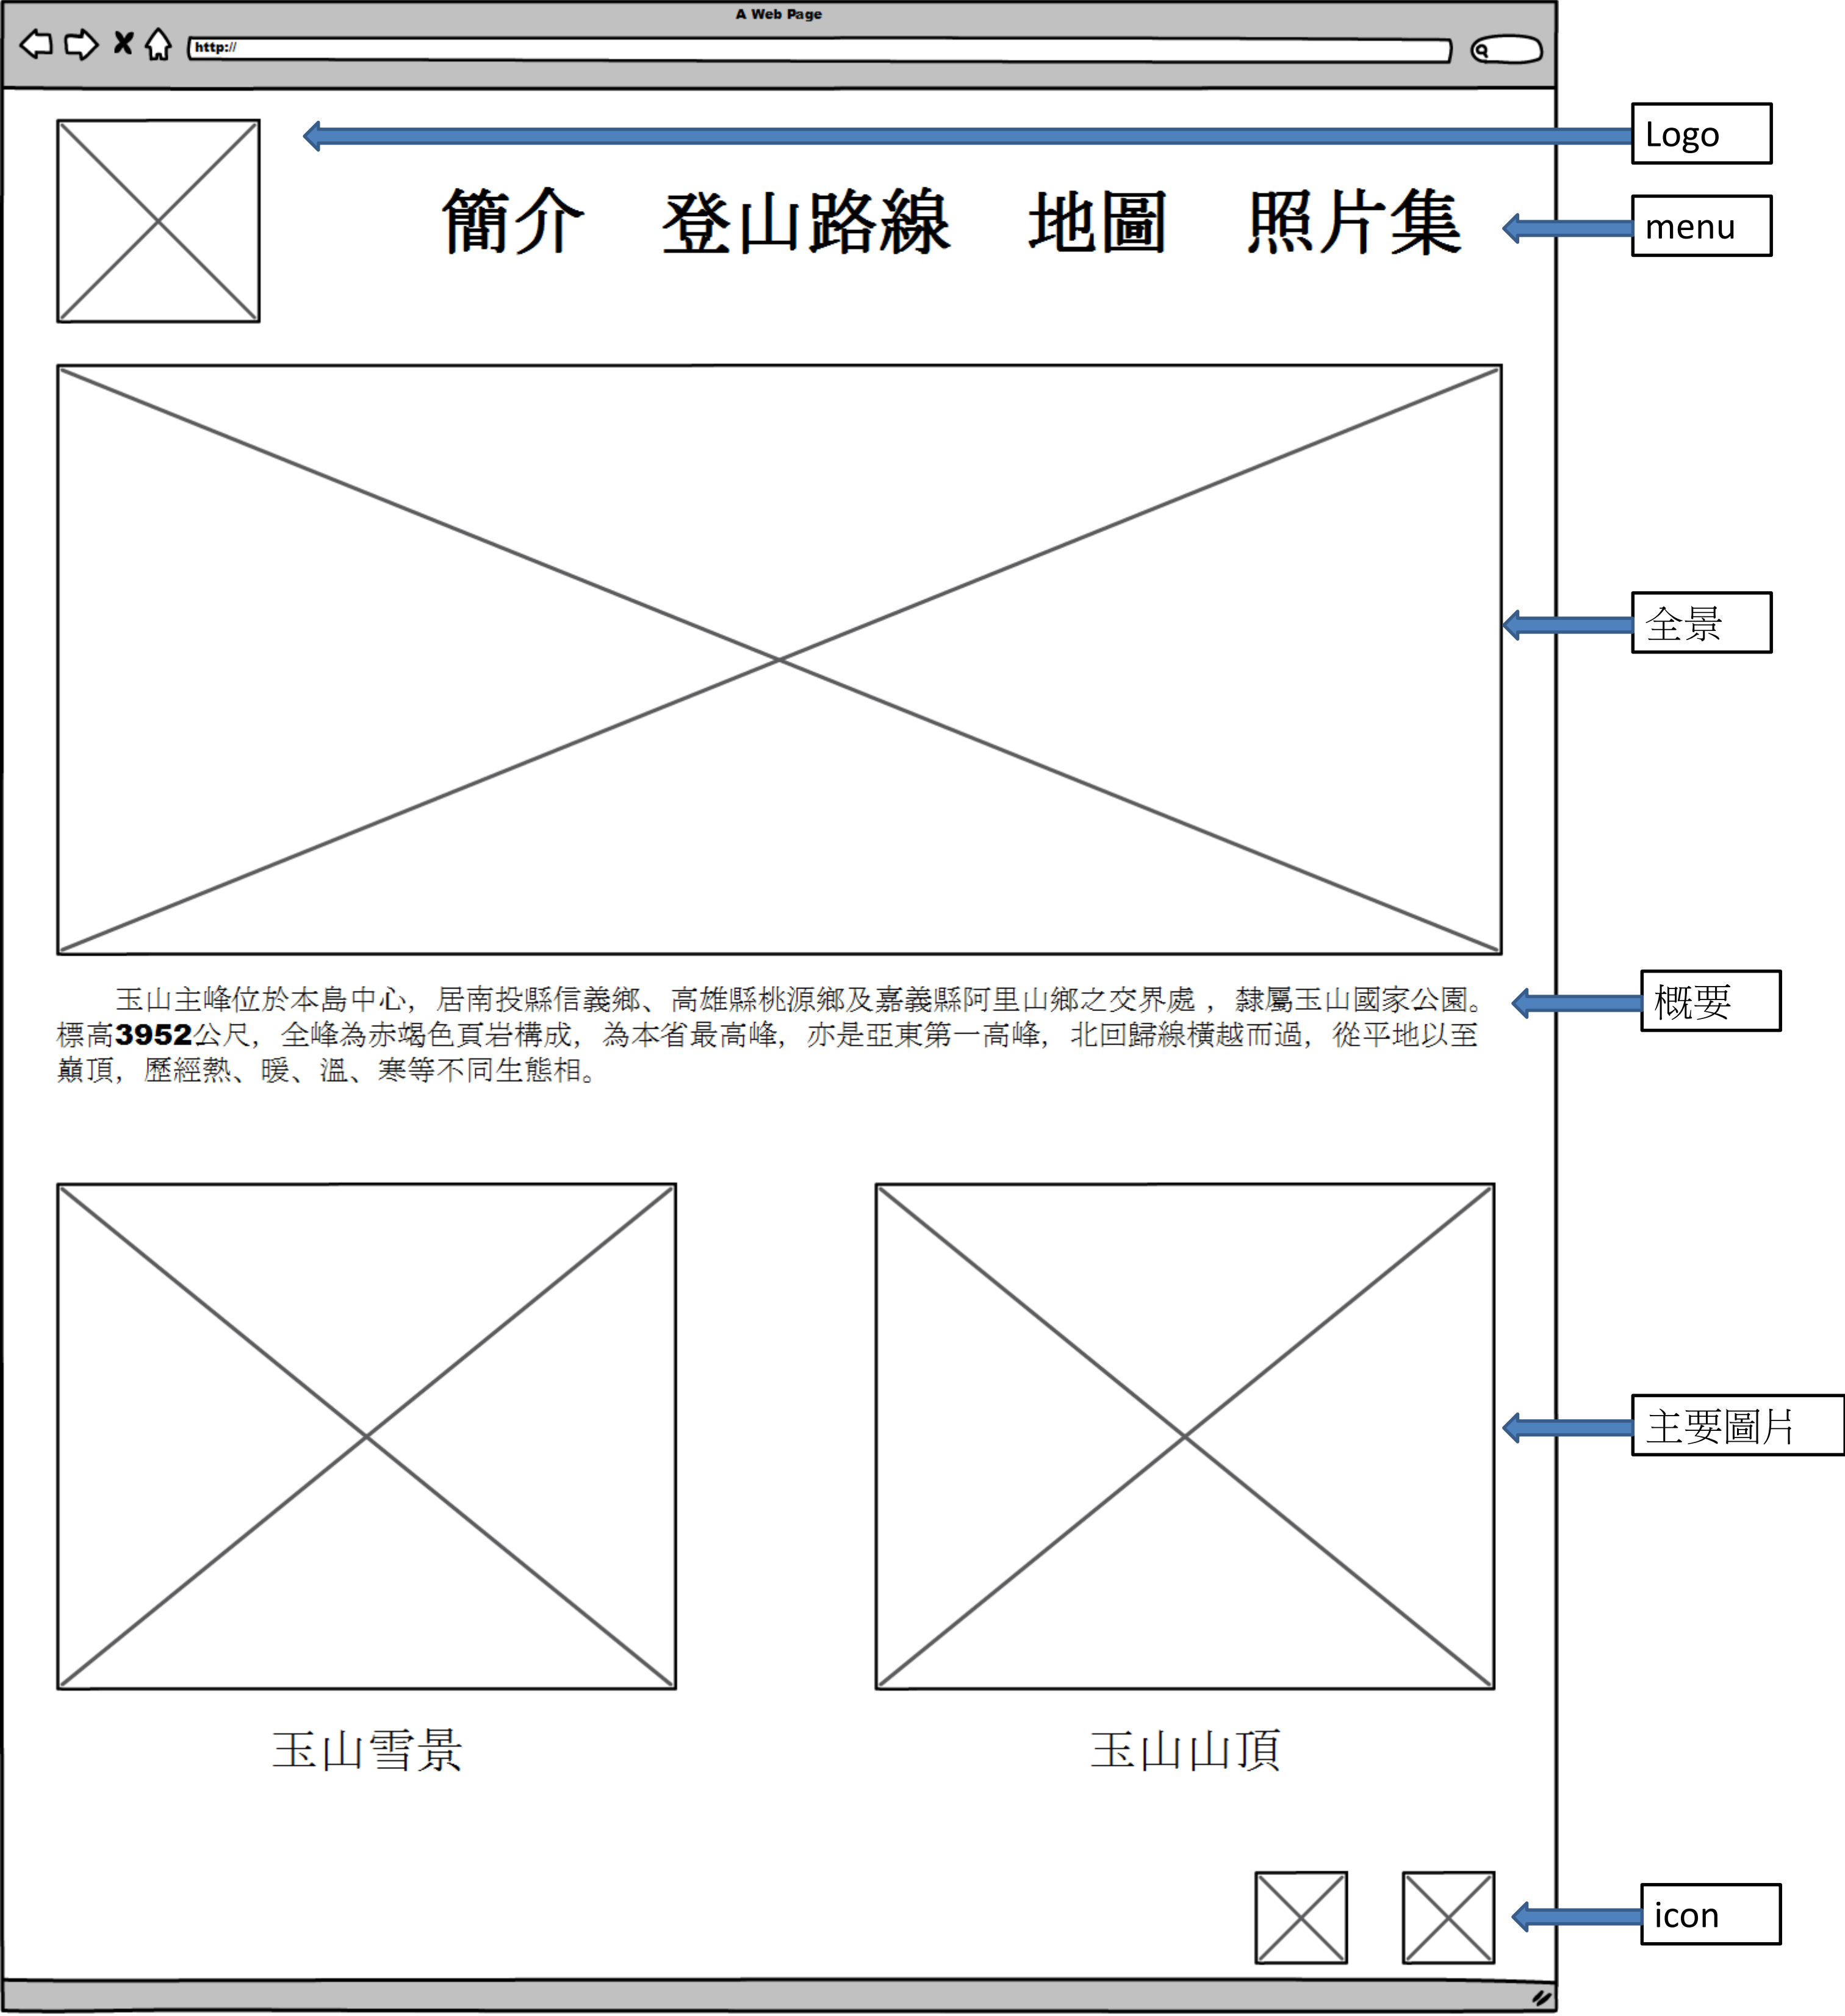 A Web Page
http://
Logo
簡介 登山路線 地圖 照片集
menu
全景
玉山主峰位於本島中心，居南投縣信義鄉、高雄縣桃源鄉及嘉義縣阿里山鄉之交界處，隸屬玉山國家公園。
標高3952公尺，全峰為赤竭色頁岩構成，為本省最高峰，亦是亞東第一高峰，北回歸線橫越而過，從平地以至
巔頂，歷經熱、暖、溫、寒等不同生態相。
概要
主要圖片
玉山雪景
玉山山頂
icon